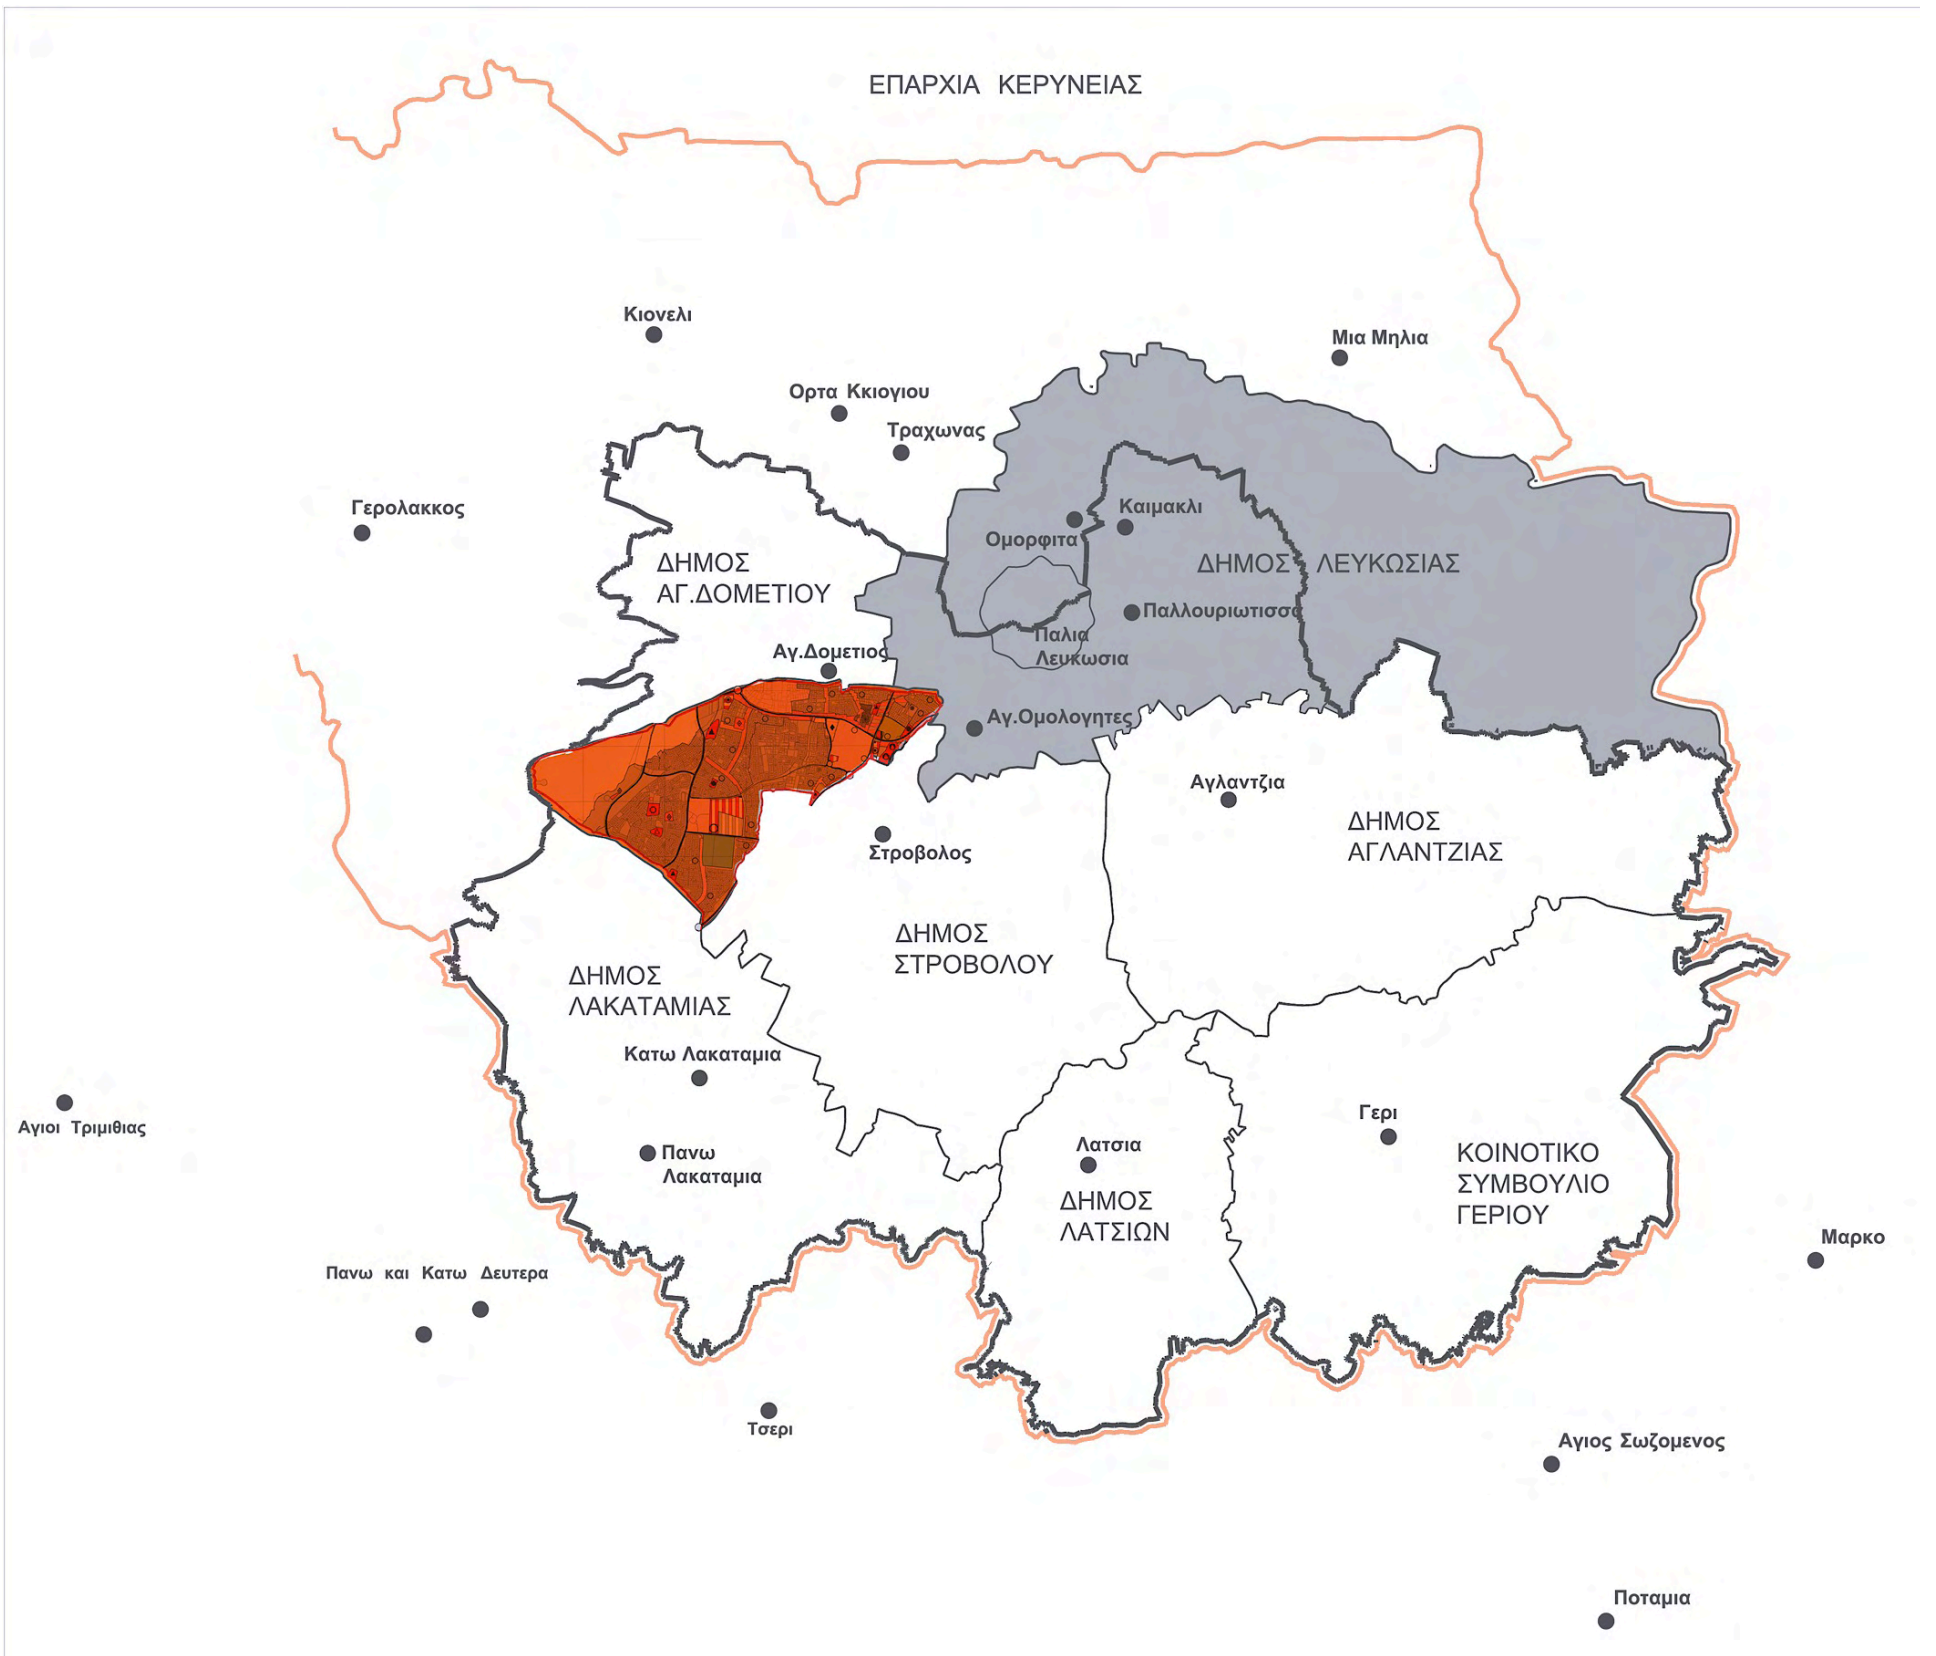 ΕΠΑΡΧΙΑ ΚΕΡΥΝΕΙΑΣ
Κιονελι
Μια Μηλια
Ορτα Κκιογιου
Τραχωνας
Γερολακκος
Καιμακλι
Ομορφιτα
ΔΗΜΟΣ ΛΕΥΚΩΣΙΑΣ
ΔΗΜΟΣ
ΑΓ.ΔΟΜΕΤΙΟΥ
Παλλουριωτισσα
Παλια
Λευκωσια
Αγ.Δομετιος
Αγ.Ομολογητες
Αγλαντζια
ΔΗΜΟΣ
ΑΓΛΑΝΤΖΙΑΣ
Στροβολος
ΔΗΜΟΣ
ΣΤΡΟΒΟΛΟΥ
ΔΗΜΟΣ
ΛΑΚΑΤΑΜΙΑΣ
Κατω Λακαταμια
Αγιοι Τριμιθιας
Πανω
Λακαταμια
Γερι
Λατσια
ΔΗΜΟΣ
ΛΑΤΣΙΩΝ
ΚΟΙΝΟΤΙΚΟ
ΣΥΜΒΟΥΛΙΟ
ΓΕΡΙΟΥ
Μαρκο
Πανω και Κατω Δευτερα
Τσερι
Αγιος Σωζομενος
Ποταμια